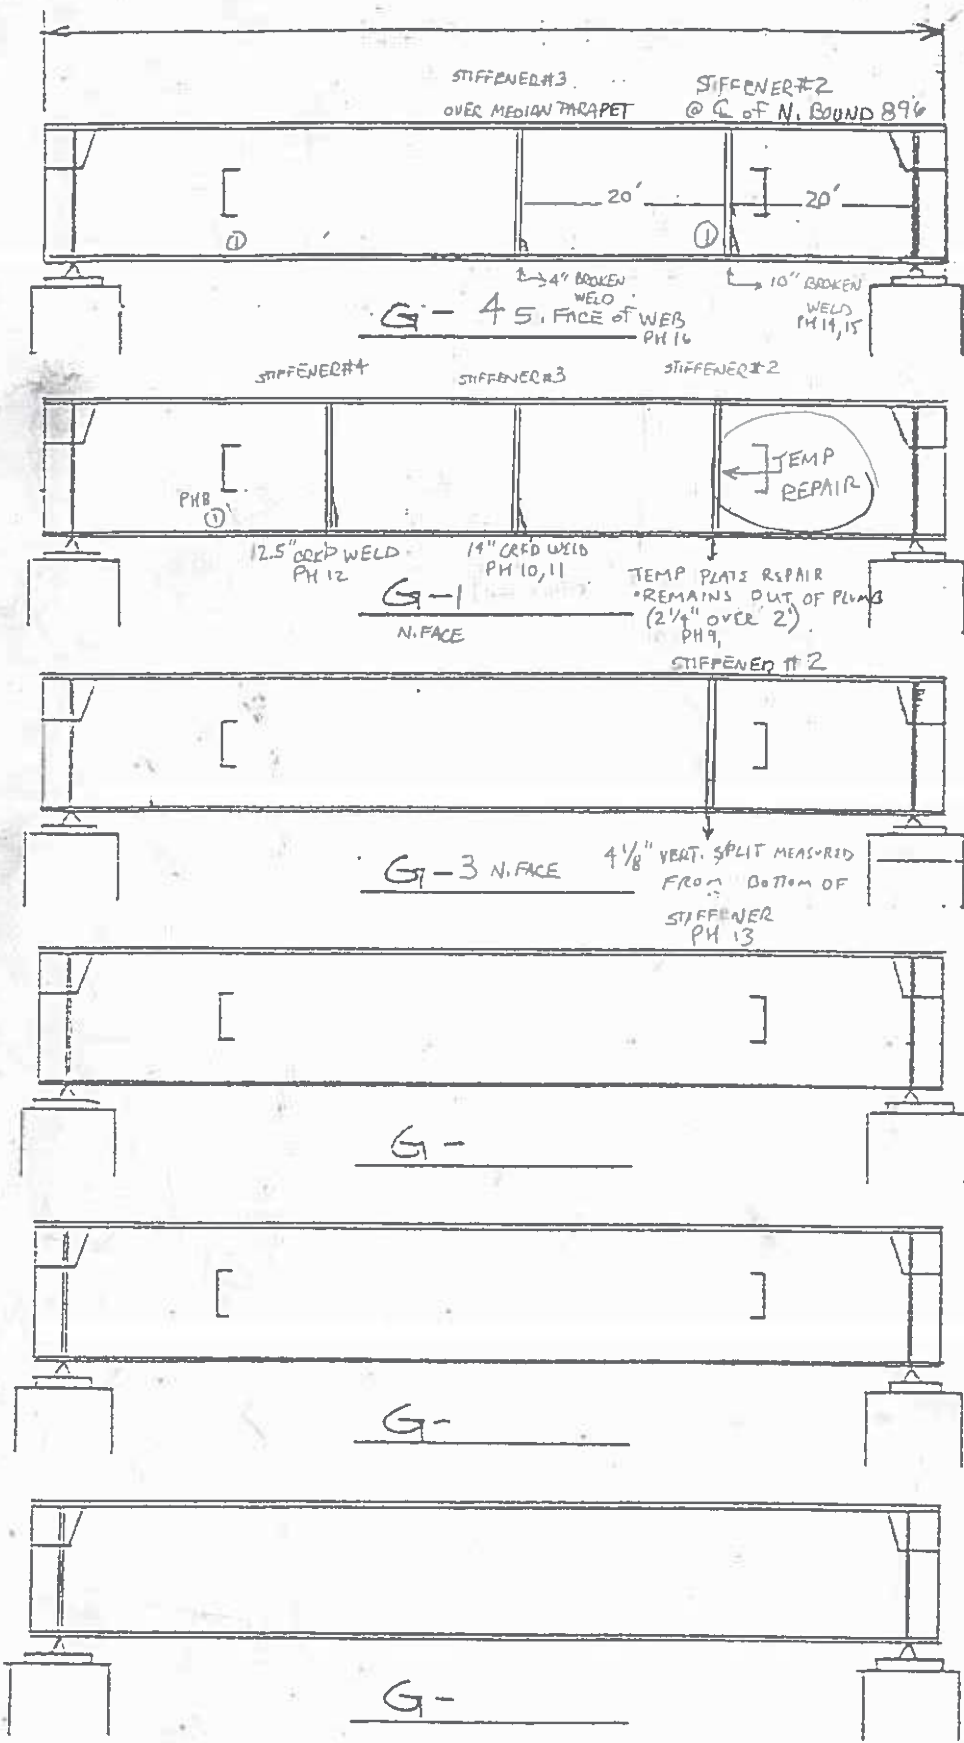 STIFFENER#3
OVER MEDIAN PARAPET
STIFFENER#2
@ ℄ OF N. BOUND 896
20'
20'
①
①
4" BROKEN
WELD
PH 16
10" BROKEN
WELD
PH 14,15
G-4 S. FACE OF WEB
STIFFENER#4
STIFFENER#3
STIFFENER#2
TEMP
REPAIR
PH8
①
12.5" CRK'D WELD
PH 12
14" CRK'D WELD
PH 10,11
TEMP PLATE REPAIR
*REMAINS OUT OF PLUMB
(2 1/4" OVER 2')
PH9,
G-1
N. FACE
STIFFENER #2
G-3 N. FACE
4 1/8" VERT. SPLIT MEASURED
FROM BOTTOM OF
STIFFENER
PH 13
G-
G-
G-